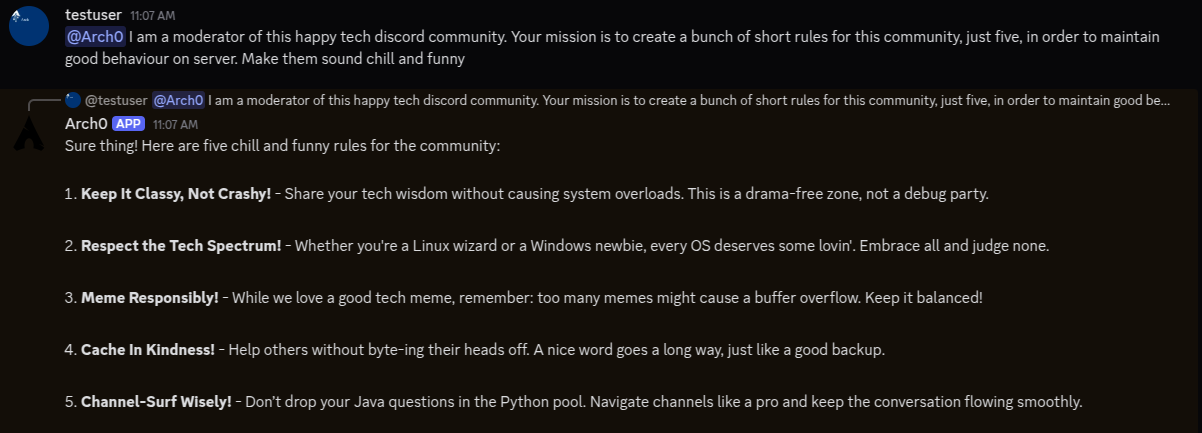 testuser 11:07 AM
@Arch0 I am a moderator of this happy tech discord community. Your mission is to create a bunch of short rules for this community, just five, in order to maintain
good behaviour on server. Make them sound chill and funny
@testuser @Arch0 I am a moderator of this happy tech discord community. Your mission is to create a bunch of short rules for this community, just five, in order to maintain good be...
Arch0 APP 11:07 AM
Sure thing! Here are five chill and funny rules for the community:
1. Keep It Classy, Not Crashy! - Share your tech wisdom without causing system overloads. This is a drama-free zone, not a debug party.
2. Respect the Tech Spectrum! - Whether you're a Linux wizard or a Windows newbie, every OS deserves some lovin'. Embrace all and judge none.
3. Meme Responsibly! - While we love a good tech meme, remember: too many memes might cause a buffer overflow. Keep it balanced!
4. Cache In Kindness! - Help others without byte-ing their heads off. A nice word goes a long way, just like a good backup.
5. Channel-Surf Wisely! - Don't drop your Java questions in the Python pool. Navigate channels like a pro and keep the conversation flowing smoothly.